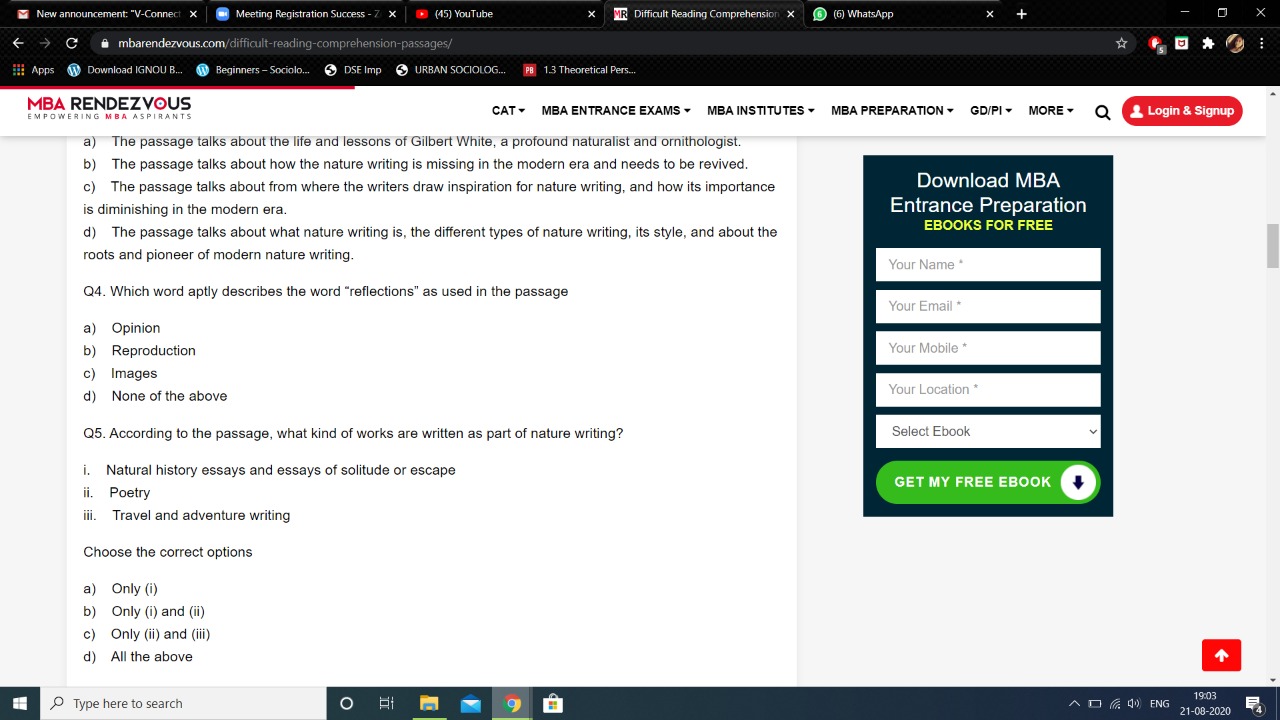 New announcement: "V-Connect
Meeting Registration Success - Z
(45) YouTube
Difficult Reading Comprehension
(6) WhatsApp
mbarendezvous.com/difficult-reading-comprehension-passages/
Apps
Download IGNOU B...
Beginners – Sociolo...
DSE Imp
URBAN SOCIOLOG...
1.3 Theoretical Pers...
MBA RENDEZVOUS
EMPOWERING MBA ASPIRANTS
CAT
MBA ENTRANCE EXAMS
MBA INSTITUTES
MBA PREPARATION
GD/PI
MORE
Login & Signup
a) The passage talks about the life and lessons of Gilbert White, a profound naturalist and ornithologist.
b) The passage talks about how the nature writing is missing in the modern era and needs to be revived.
c) The passage talks about from where the writers draw inspiration for nature writing, and how its importance
is diminishing in the modern era.
d) The passage talks about what nature writing is, the different types of nature writing, its style, and about the
roots and pioneer of modern nature writing.
Q4. Which word aptly describes the word “reflections” as used in the passage
a) Opinion
b) Reproduction
c) Images
d) None of the above
Q5. According to the passage, what kind of works are written as part of nature writing?
i. Natural history essays and essays of solitude or escape
ii. Poetry
iii. Travel and adventure writing
Choose the correct options
a) Only (i)
b) Only (i) and (ii)
c) Only (ii) and (iii)
d) All the above
Download MBA
Entrance Preparation
EBOOKS FOR FREE
Your Name *
Your Email *
Your Mobile *
Your Location *
Select Ebook
GET MY FREE EBOOK
Type here to search
ENG
19:03
21-08-2020
4